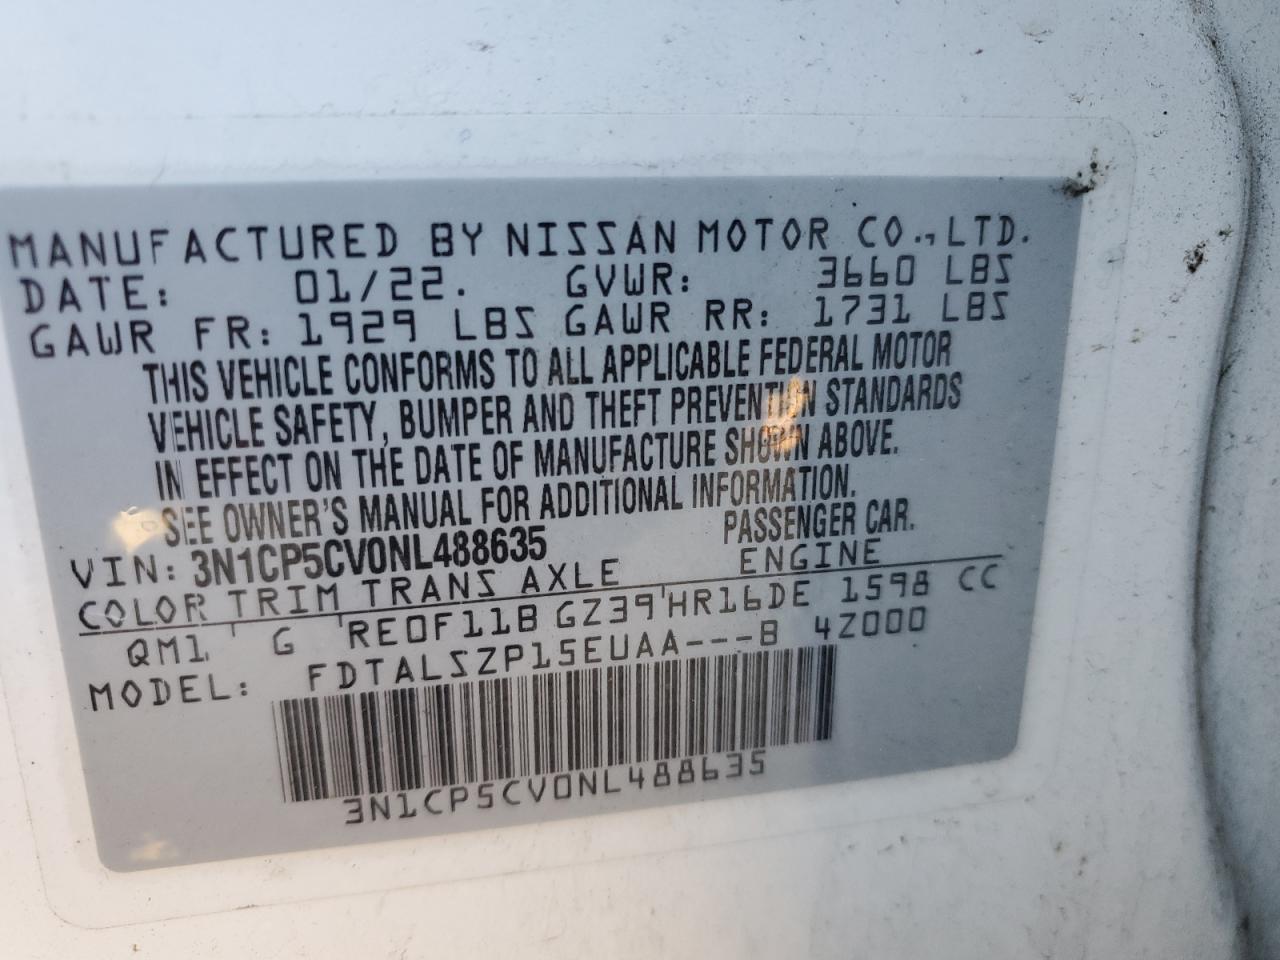 MANUFACTURED BY NISSAN MOTOR CO., LTD.
DATE: 01/22. GVWR: 3660 LBS
GAWR FR: 1929 LBS GAWR RR: 1731 LBS
THIS VEHICLE CONFORMS TO ALL APPLICABLE FEDERAL MOTOR
VEHICLE SAFETY, BUMPER AND THEFT PREVENTION STANDARDS
IN EFFECT ON THE DATE OF MANUFACTURE SHOWN ABOVE.
SEE OWNER'S MANUAL FOR ADDITIONAL INFORMATION.
VIN: 3N1CP5CV0NL488635 PASSENGER CAR.
COLOR TRIM TRANS AXLE ENGINE
QM1 G RE0F11B GZ39 HR16DE 1598 CC
MODEL: FDTALSZP15EUAA---B 4Z000
3N1CP5CV0NL488635